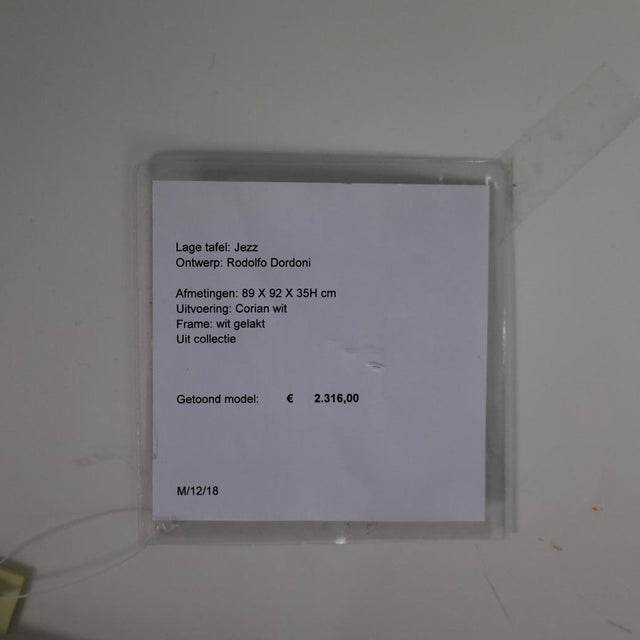 Lage tafel: Jezz
Ontwerp: Rodolfo Dordoni
Afmetingen: 89 X 92 X 35H cm
Uitvoering: Corian wit
Frame: wit gelakt
Uit collectie
Getoond model: € 2.316,00
M/12/18